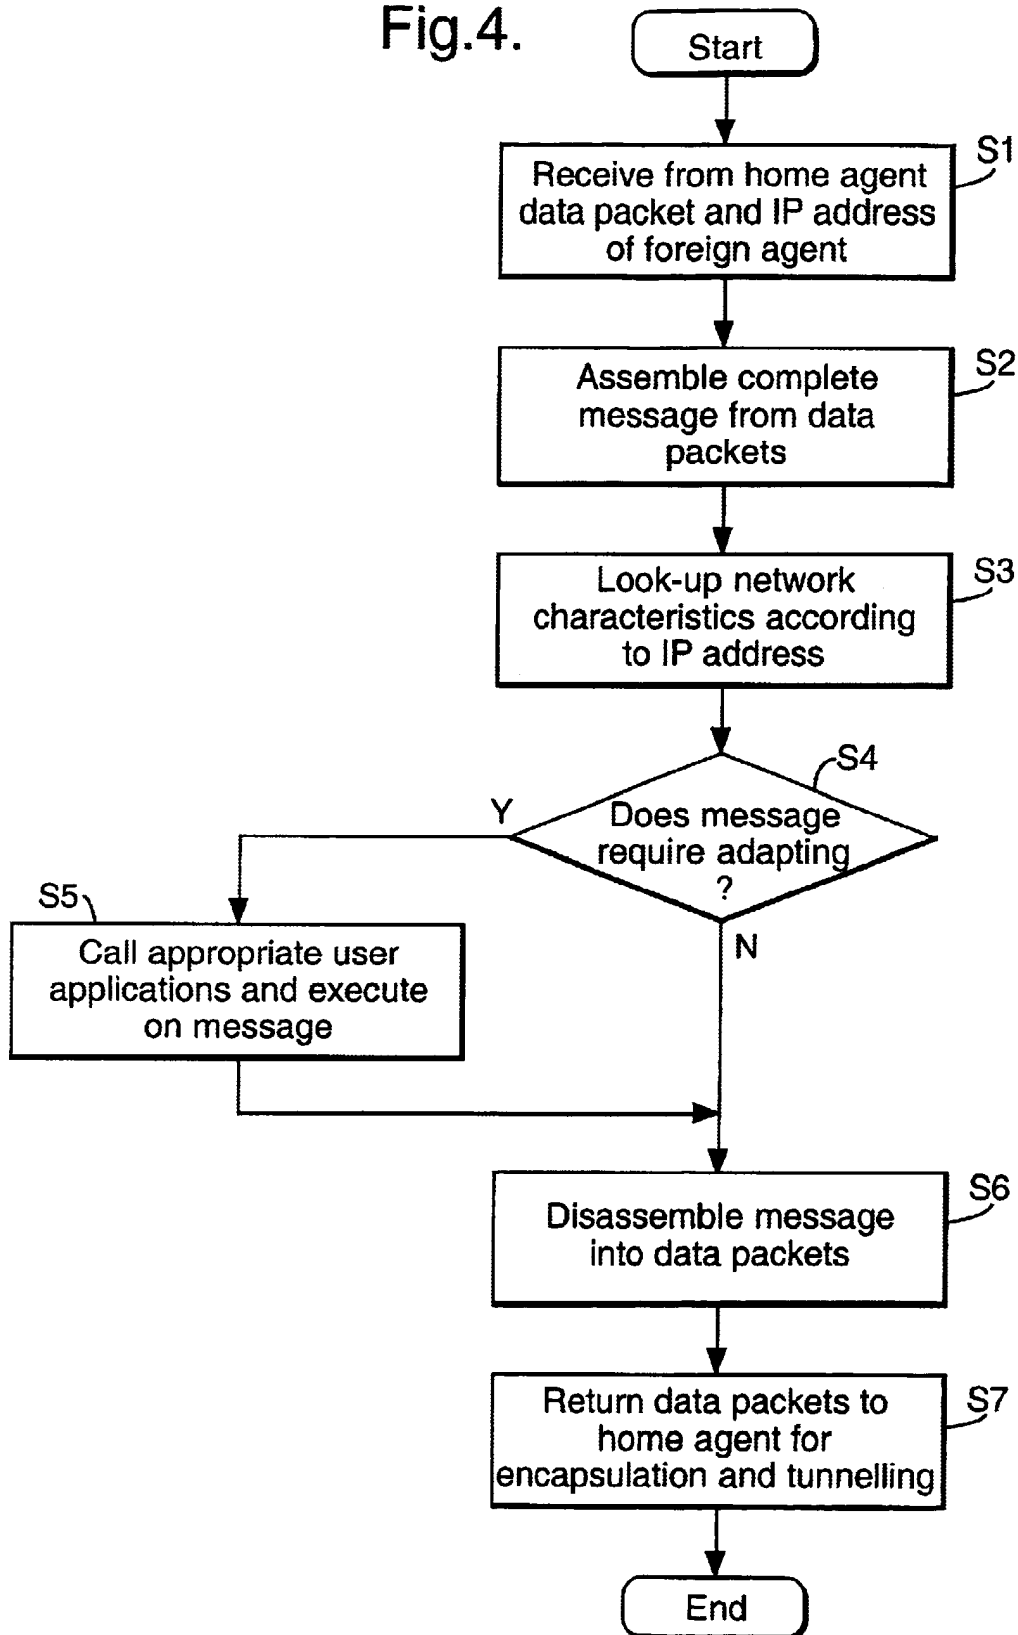 Fig.4.
Start
S1
Receive from home agent
data packet and IP address
of foreign agent
S2
Assemble complete
message from data
packets
S3
Look-up network
characteristics according
to IP address
S4
Does message
require adapting
?
Y
N
S5
Call appropriate user
applications and execute
on message
S6
Disassemble message
into data packets
S7
Return data packets to
home agent for
encapsulation and tunnelling
End